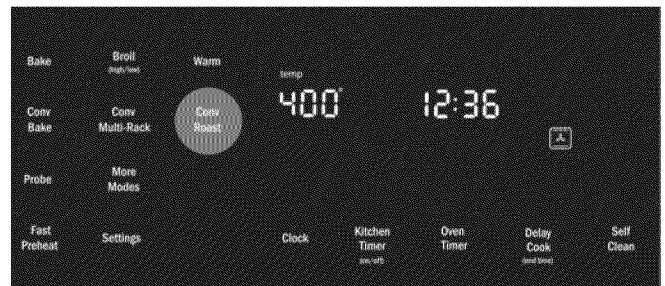 Bake
Broil
(high/low)
Warm
temp
400°
12:36
Conv
Bake
Conv
Multi-Rack
Conv
Roast
Probe
More
Modes
Fast
Preheat
Settings
Clock
Kitchen
Timer
(on/off)
Oven
Timer
Delay
Cook
(end time)
Self
Clean